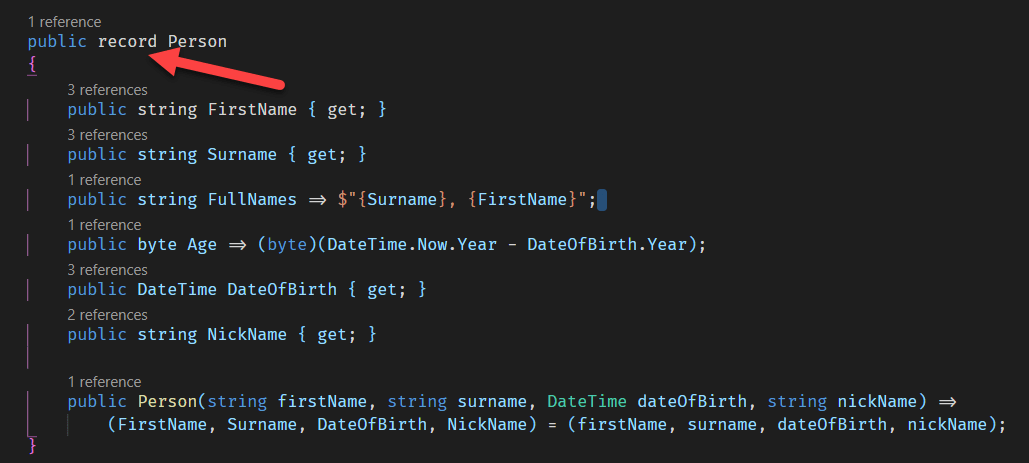 1 reference
public record Person
{
3 references
public string FirstName { get; }
3 references
public string Surname { get; }
1 reference
public string FullNames => $"{Surname}, {FirstName}";
1 reference
public byte Age => (byte)(DateTime.Now.Year - DateOfBirth.Year);
3 references
public DateTime DateOfBirth { get; }
2 references
public string NickName { get; }
1 reference
public Person(string firstName, string surname, DateTime dateOfBirth, string nickName) =>
(FirstName, Surname, DateOfBirth, NickName) = (firstName, surname, dateOfBirth, nickName);
}